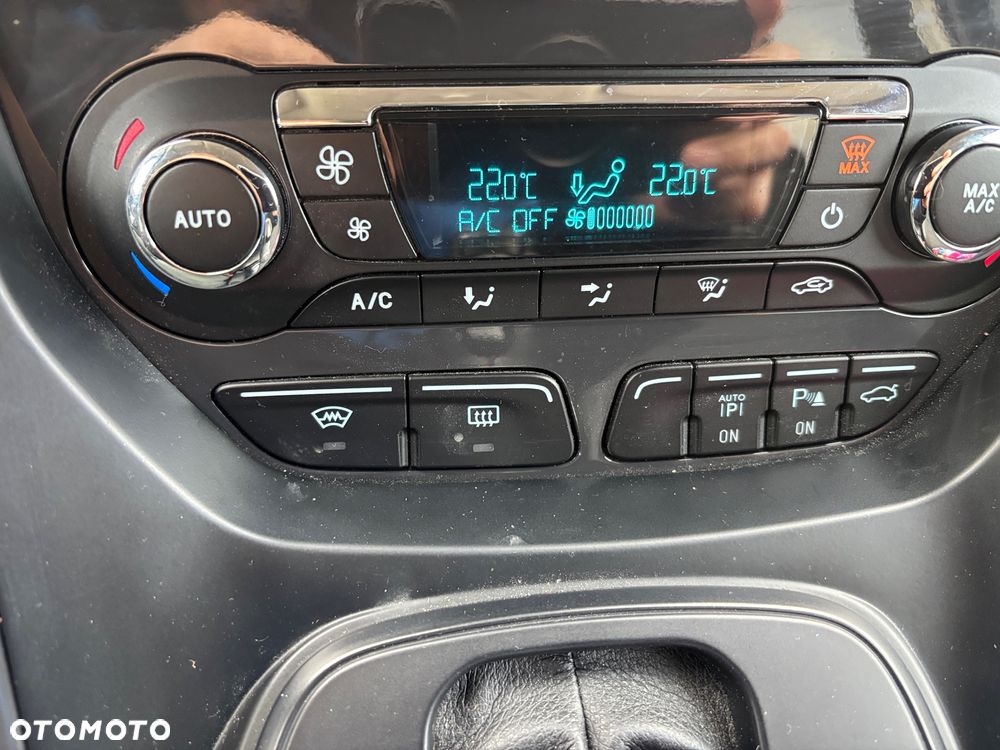 22.0°C 22.0°C
A/C OFF
AUTO
MAX
MAX
A/C
A/C
AUTO
IPI
ON
P
ON
OTOMOTO